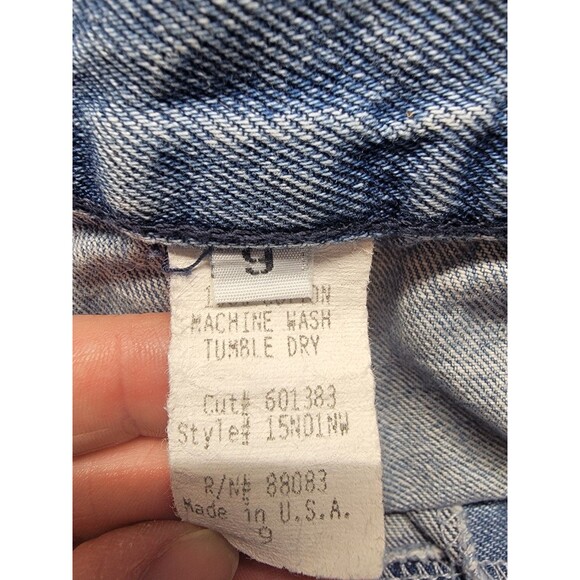 9
MACHINE WASH
TUMBLE DRY
Cut# 601383
Style# 15N01NW
R/N# 88083
Made in U.S.A.
9